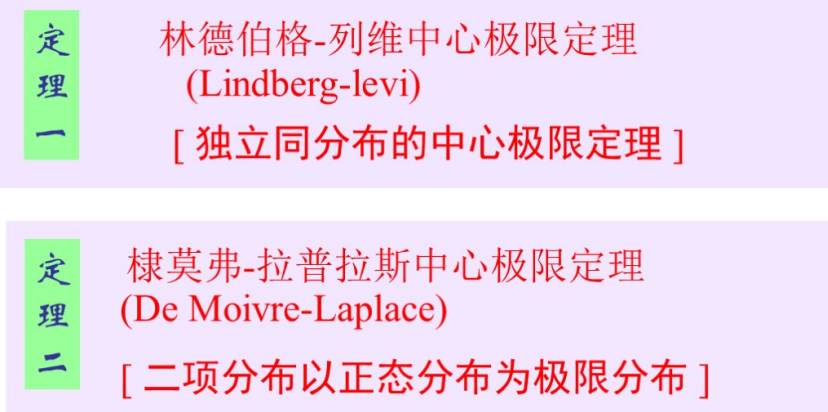 定理一
林德伯格-列维中心极限定理
(Lindberg-levi)
[ 独立同分布的中心极限定理 ]
定理二
棣莫弗-拉普拉斯中心极限定理
(De Moivre-Laplace)
[ 二项分布以正态分布为极限分布 ]